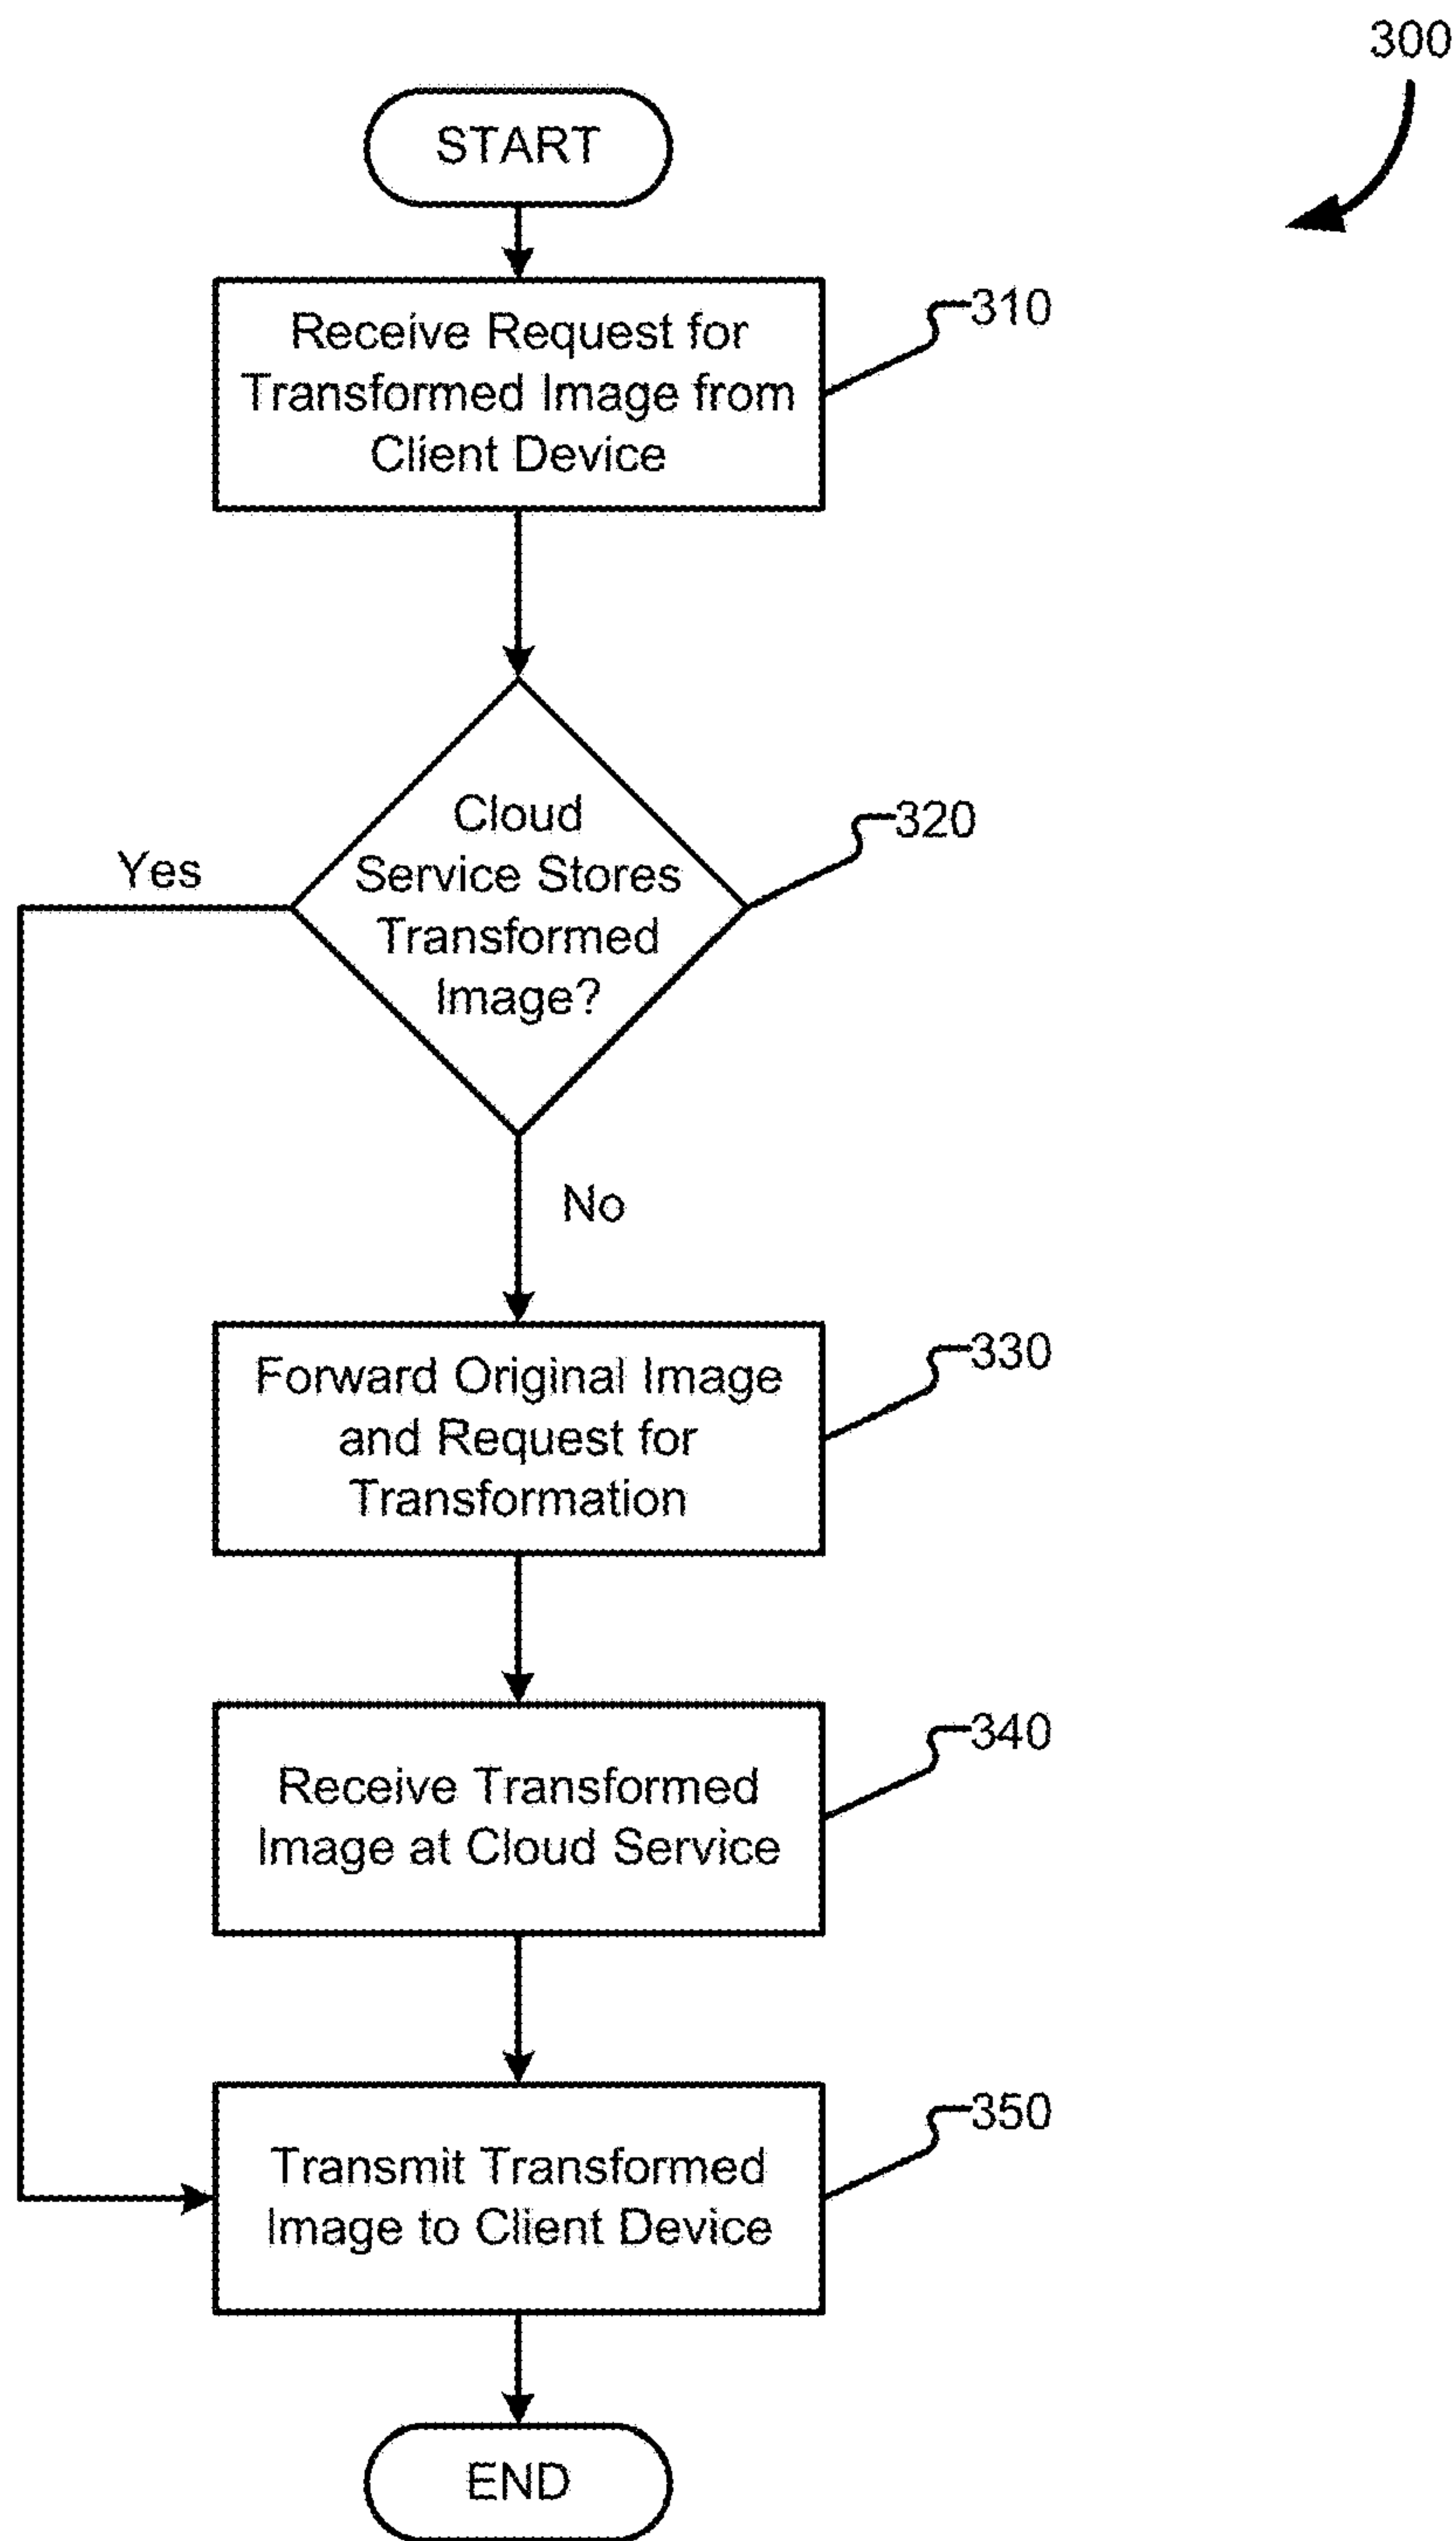 300
START
Receive Request for
Transformed Image from
Client Device
310
Cloud
Service Stores
Transformed
Image?
320
Yes
No
Forward Original Image
and Request for
Transformation
330
Receive Transformed
Image at Cloud Service
340
Transmit Transformed
Image to Client Device
350
END